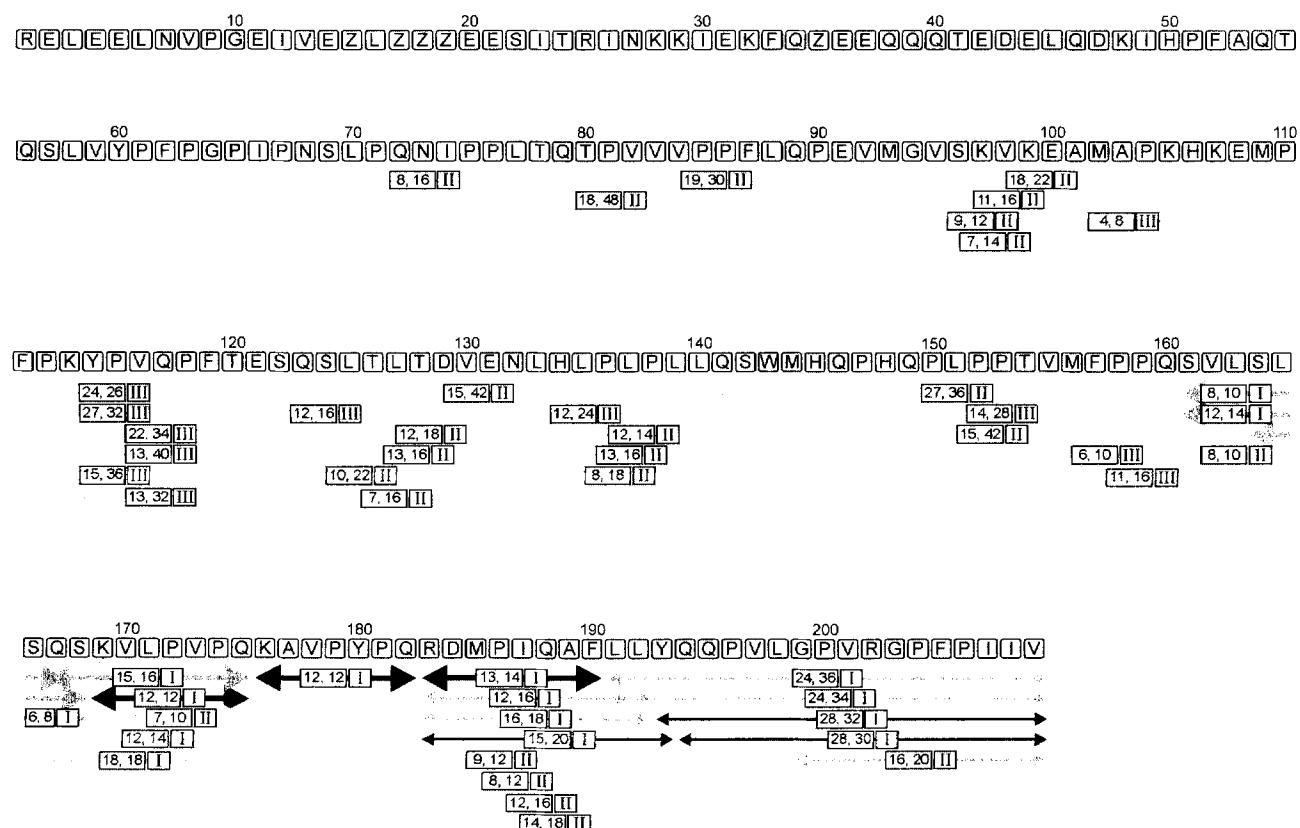 10 20 30 40 50
RELEELNVPGEIVEZLZZZEESITRINKKIEKFQZEEQQQTEDELQDKIHPFAQT
60 70 80 90 100 110
QSLVYPFPGPIPNSLPQNIPPLTQTPVVVPPFLQPEVMGVSKVKEAMAPKHKEMP
8, 16 II 19, 30 II 18, 22 II
18, 48 II 11, 16 II
9, 12 II 4, 8 III
7, 14 II
120 130 140 150 160
FPKYPVQPFTESQSLTLTDVENLHLPLPLLQSWMHQPHQPLPPTVMFPPQSVLSL
24, 26 III 15, 42 II 27, 36 II 8, 10 I
27, 32 III 12, 16 III 12, 24 III 14, 28 III 12, 14 I
22, 34 III 12, 18 II 12, 14 II 15, 42 II
13, 40 III 13, 16 II 13, 16 II 6, 10 III 8, 10 II
15, 36 III 10, 22 II 8, 18 II 11, 16 III
13, 32 III 7, 16 II
170 180 190 200
SQSKVLPVPQKAVPYPQRDMPIQAFLLYQQPVLGPVRGPFPIIV
15, 16 I 12, 12 I 13, 14 I 24, 36 I
12, 12 I 12, 16 I 24, 34 I
6, 8 I 7, 10 II 16, 18 I 28, 32 I
12, 14 I 15, 20 I 28, 30 I
18, 18 I 9, 12 II 16, 20 II
8, 12 II
12, 16 II
14, 18 II